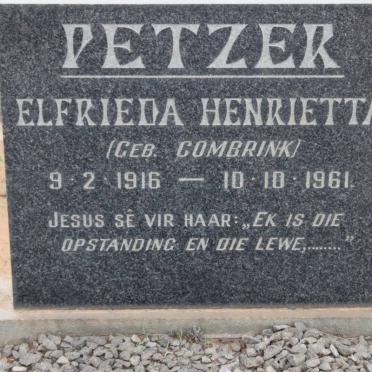 PETZER
ELFRIEDA HENRIETTA
(GEB. COMBRINK)
9·2·1916 — 10·10·1961.
JESUS SÊ VIR HAAR: „EK IS DIE
OPSTANDING EN DIE LEWE,........"